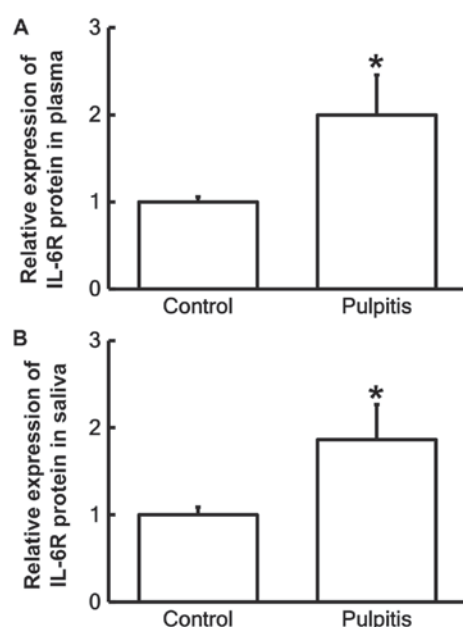 A
Relative expression of
IL-6R protein in plasma
3
2
1
0
*
Control
Pulpitis
B
Relative expression of
IL-6R protein in saliva
3
2
1
0
*
Control
Pulpitis